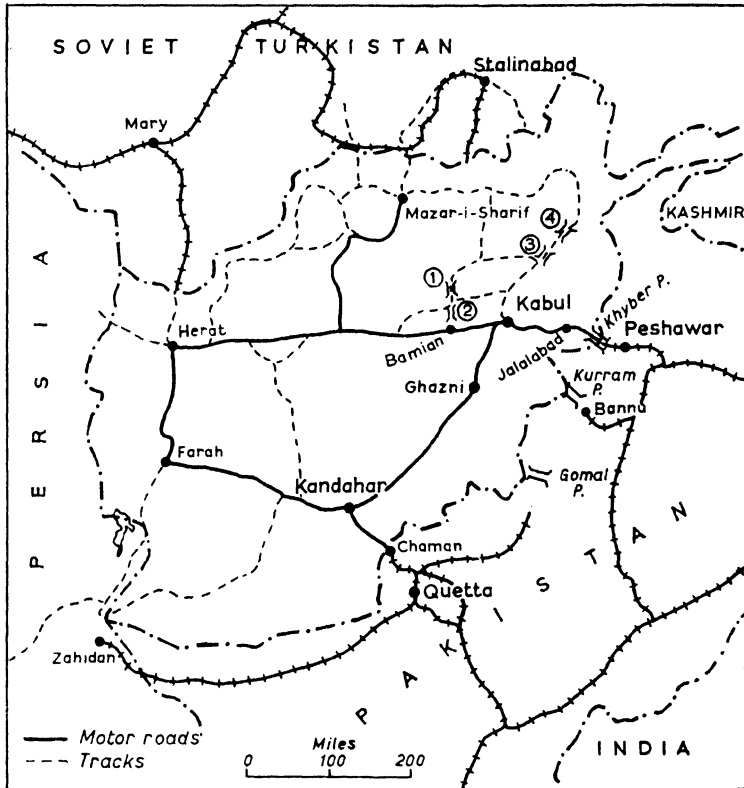 SOVIET TURKISTAN
Stalinabad
Mary
Mazar-i-Sharif
④
KASHMIR
③
①
②
Kabul
Khyber P.
Herat
Bamian
Jalalabad
Peshawar
PERSIA
Ghazni
Kurram
P.
Bannu
Farah
Gomal
P.
Kandahar
Chaman
Quetta
PAKISTAN
Zahidan
Motor roads
Tracks
Miles
0 100 200
INDIA